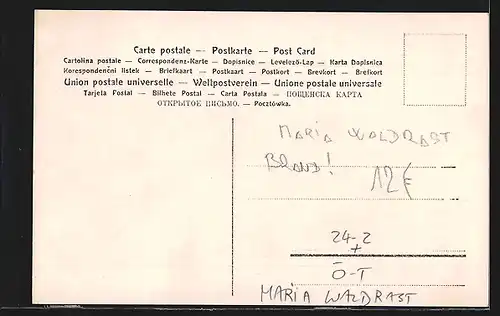 Carte postale — Postkarte — Post Card
Cartolina postale — Correspondenz-Karte — Dopisnice — Levelező-Lap — Karta Dopisnica
Korespondenční lístek — Briefkaart — Postkaart — Postkort — Brevkort — Brefkort
Union postale universelle — Weltpostverein — Unione postale universale
Tarjeta Postal — Bilhete Postal — Carta Postala — ПОЩЕНСКА КАРТА
ОТКРЫТОЕ ПИСЬМО. — Pocztówka.
MARIA WALDRAST
BRAND!
12€
24-2
+
Ö-T
MARIA WALDRAST